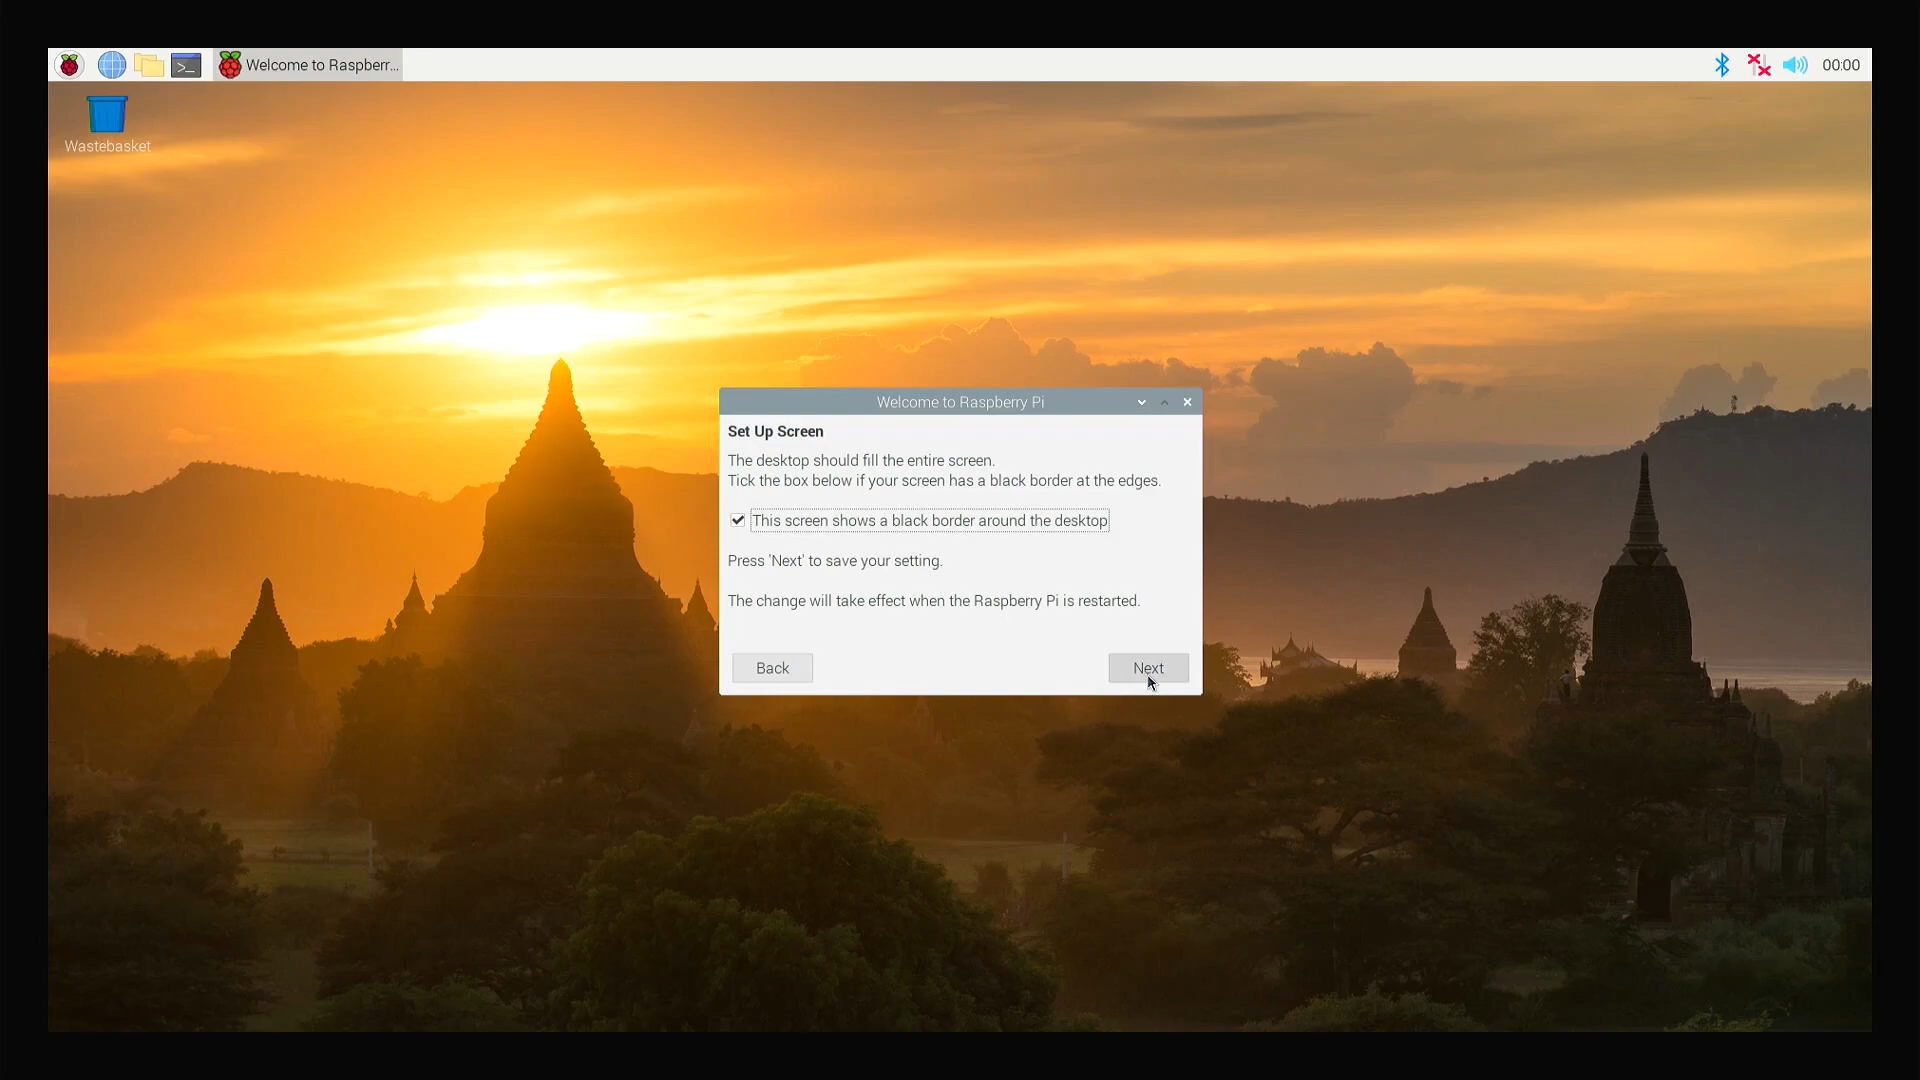 Welcome to Raspberr...
00:00
Wastebasket
Welcome to Raspberry Pi
Set Up Screen
The desktop should fill the entire screen.
Tick the box below if your screen has a black border at the edges.
This screen shows a black border around the desktop
Press 'Next' to save your setting.
The change will take effect when the Raspberry Pi is restarted.
Back
Next